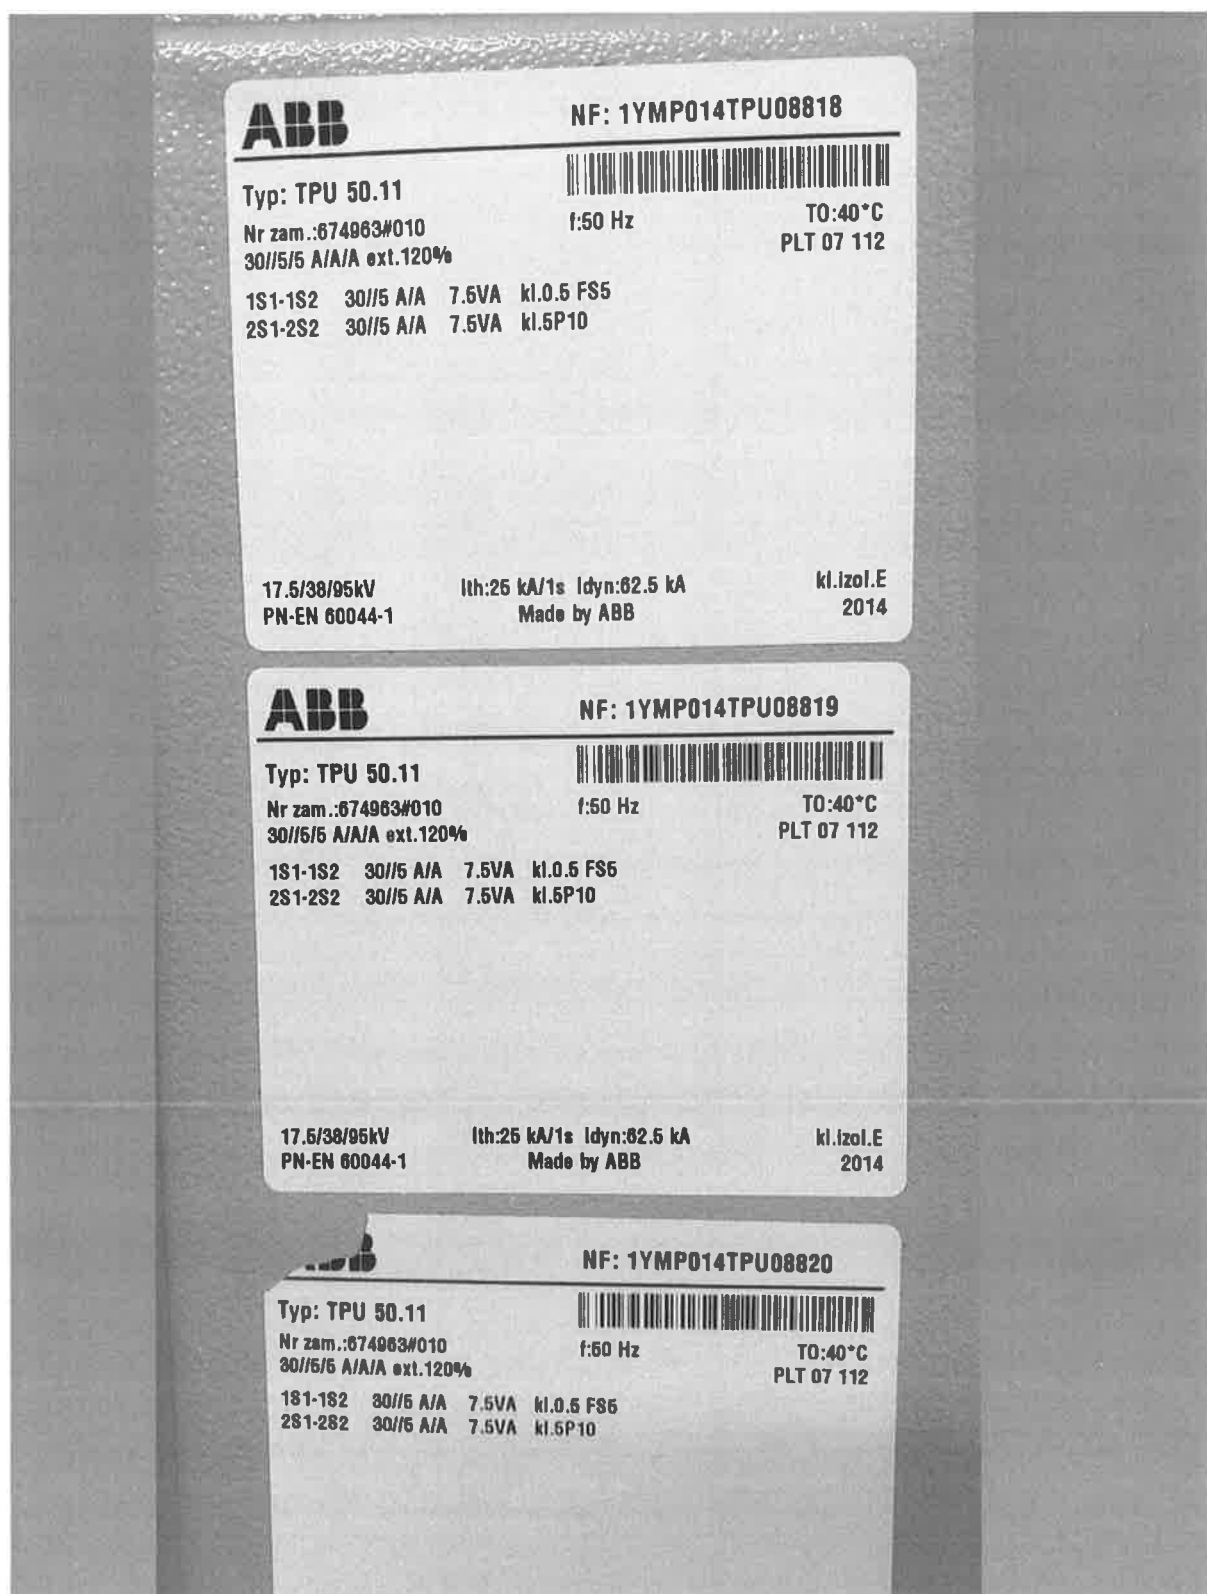 ABB
NF: 1YMP014TPU08818
Typ: TPU 50.11
Nr zam.:674963#010 f:50 Hz TO:40*C
30//5/5 A/A/A ext.120% PLT 07 112
1S1-1S2 30//5 A/A 7.5VA kl.0.5 FS5
2S1-2S2 30//5 A/A 7.5VA kl.5P10
17.5/38/95kV Ith:25 kA/1s Idyn:62.5 kA kl.izol.E
PN-EN 60044-1 Made by ABB 2014
ABB
NF: 1YMP014TPU08819
Typ: TPU 50.11
Nr zam.:674963#010 f:50 Hz TO:40*C
30//5/5 A/A/A ext.120% PLT 07 112
1S1-1S2 30//5 A/A 7.5VA kl.0.5 FS5
2S1-2S2 30//5 A/A 7.5VA kl.5P10
17.5/38/95kV Ith:25 kA/1s Idyn:62.5 kA kl.izol.E
PN-EN 60044-1 Made by ABB 2014
ABB
NF: 1YMP014TPU08820
Typ: TPU 50.11
Nr zam.:674963#010 f:50 Hz TO:40*C
30//5/5 A/A/A ext.120% PLT 07 112
1S1-1S2 30//5 A/A 7.5VA kl.0.5 FS5
2S1-2S2 30//5 A/A 7.5VA kl.5P10